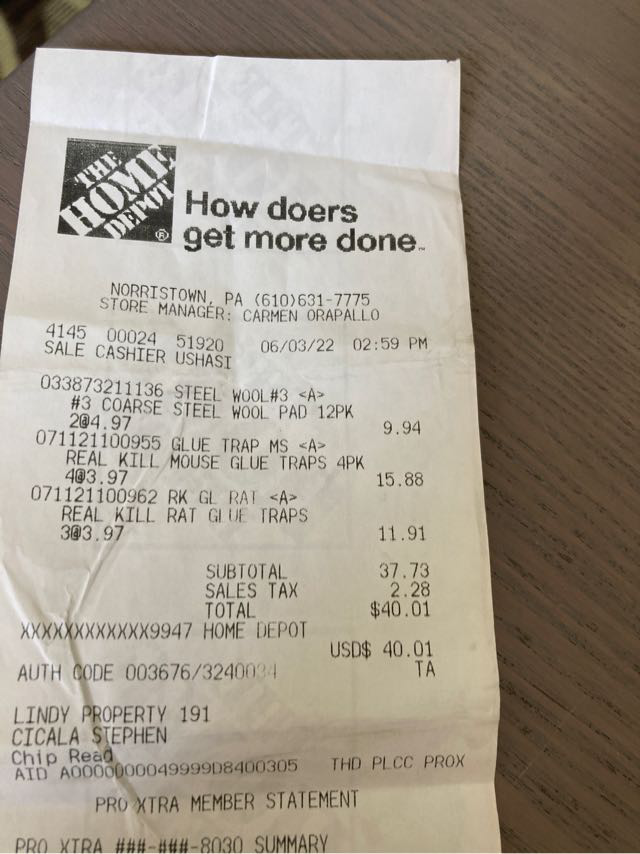 THE
HOME
DEPOT
®
How doers
get more done™
NORRISTOWN, PA (610)631-7775
STORE MANAGER: CARMEN ORAPALLO
4145 00024 51920 06/03/22 02:59 PM
SALE CASHIER USHASI
033873211136 STEEL WOOL#3 <A>
#3 COARSE STEEL WOOL PAD 12PK
2@4.97 9.94
071121100955 GLUE TRAP MS <A>
REAL KILL MOUSE GLUE TRAPS 4PK
4@3.97 15.88
071121100962 RK GL RAT <A>
REAL KILL RAT GLUE TRAPS
3@3.97 11.91
SUBTOTAL 37.73
SALES TAX 2.28
TOTAL $40.01
XXXXXXXXXXXX9947 HOME DEPOT
USD$ 40.01
AUTH CODE 003676/3240034 TA
LINDY PROPERTY 191
CICALA STEPHEN
Chip Read
AID A0000000049999D8400305 THD PLCC PROX
PRO XTRA MEMBER STATEMENT
PRO XTRA ###-###-8030 SUMMARY